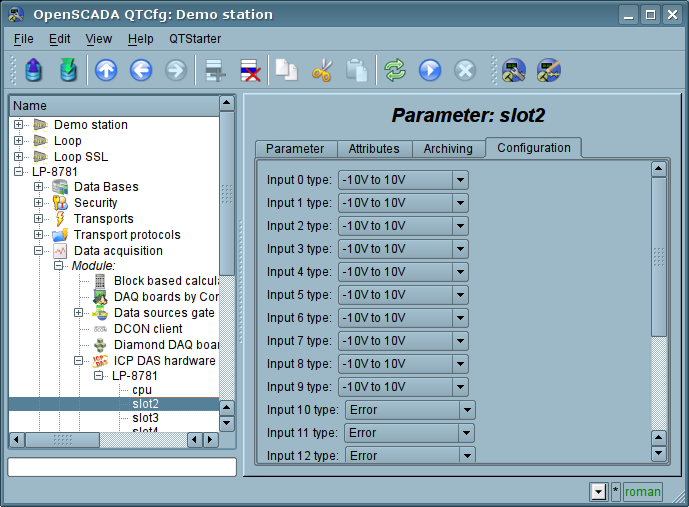 OpenSCADA QTCfg: Demo station
File Edit View Help QTStarter
Name
Demo station
Loop
Loop SSL
LP-8781
Data Bases
Security
Transports
Transport protocols
Data acquisition
Module:
Block based calcula
DAQ boards by Cor
Data sources gate
DCON client
Diamond DAQ boa
ICP DAS hardware
LP-8781
cpu
slot2
slot3
slot4
Parameter: slot2
Parameter Attributes Archiving Configuration
Input 0 type: -10V to 10V
Input 1 type: -10V to 10V
Input 2 type: -10V to 10V
Input 3 type: -10V to 10V
Input 4 type: -10V to 10V
Input 5 type: -10V to 10V
Input 6 type: -10V to 10V
Input 7 type: -10V to 10V
Input 8 type: -10V to 10V
Input 9 type: -10V to 10V
Input 10 type: Error
Input 11 type: Error
Input 12 type: Error
* roman